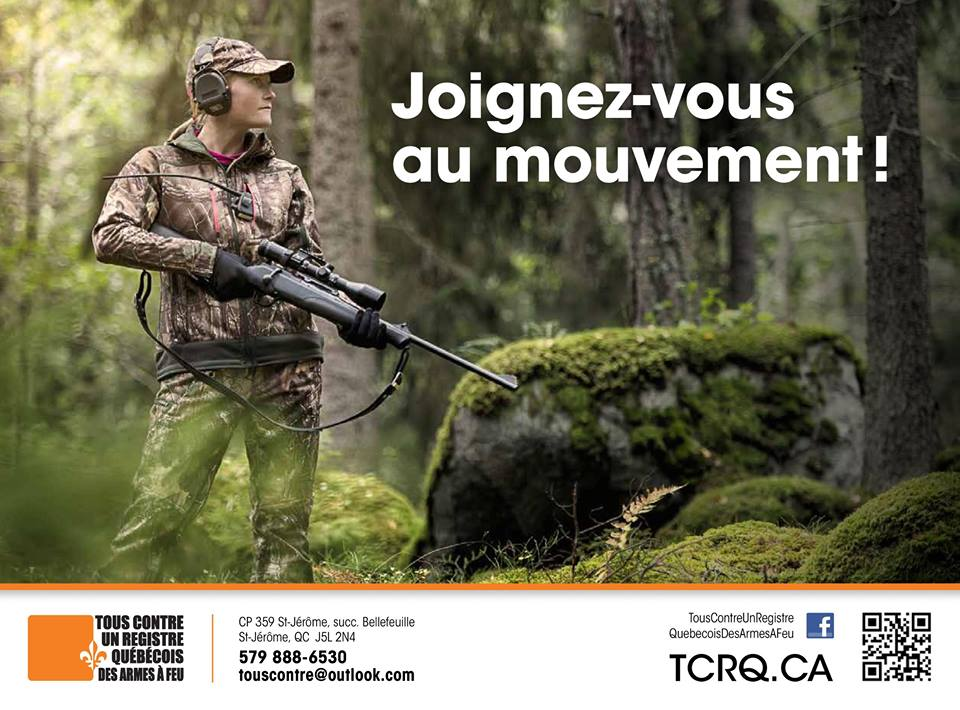 Joignez-vous
au mouvement !
TOUS CONTRE
UN REGISTRE
QUÉBÉCOIS
DES ARMES À FEU
CP 359 St-Jérôme, succ. Bellefeuille
St-Jérôme, QC J5L 2N4
579 888-6530
touscontre@outlook.com
TousContreUnRegistre
QuebecoisDesArmesAFeu
f
TCRQ.CA